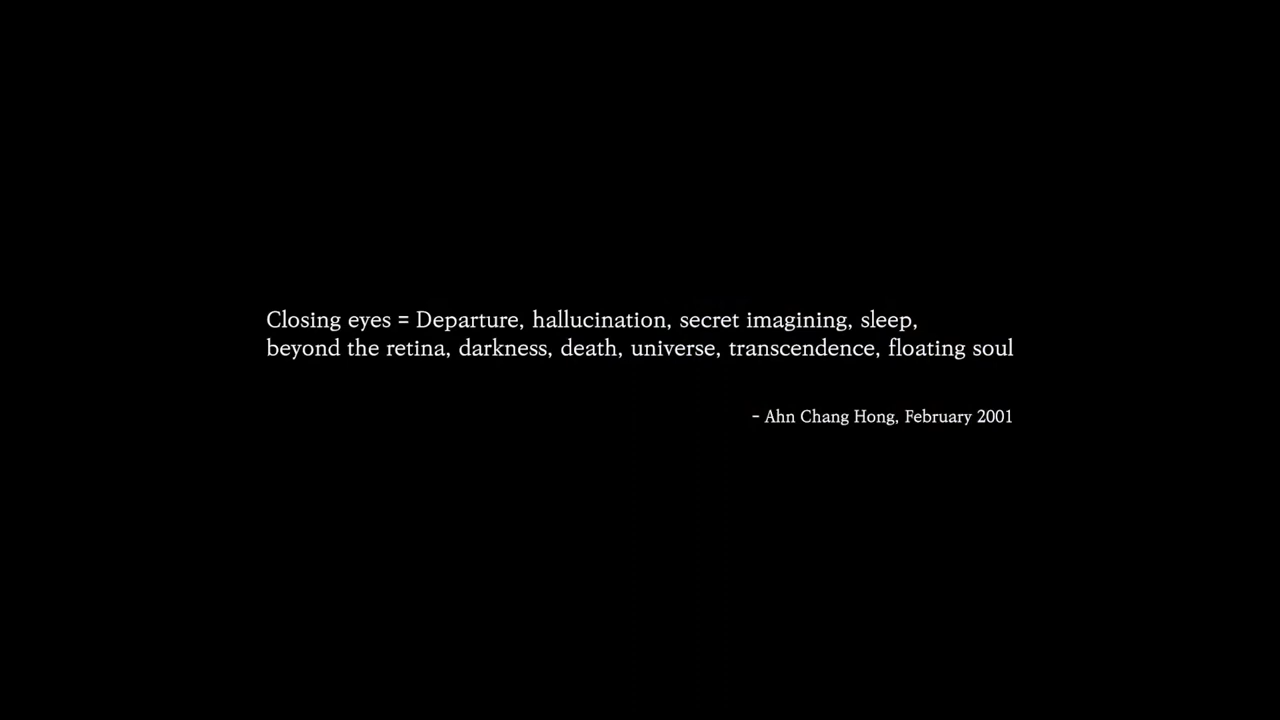 Closing eyes = Departure, hallucination, secret imagining, sleep,
beyond the retina, darkness, death, universe, transcendence, floating soul
- Ahn Chang Hong, February 2001